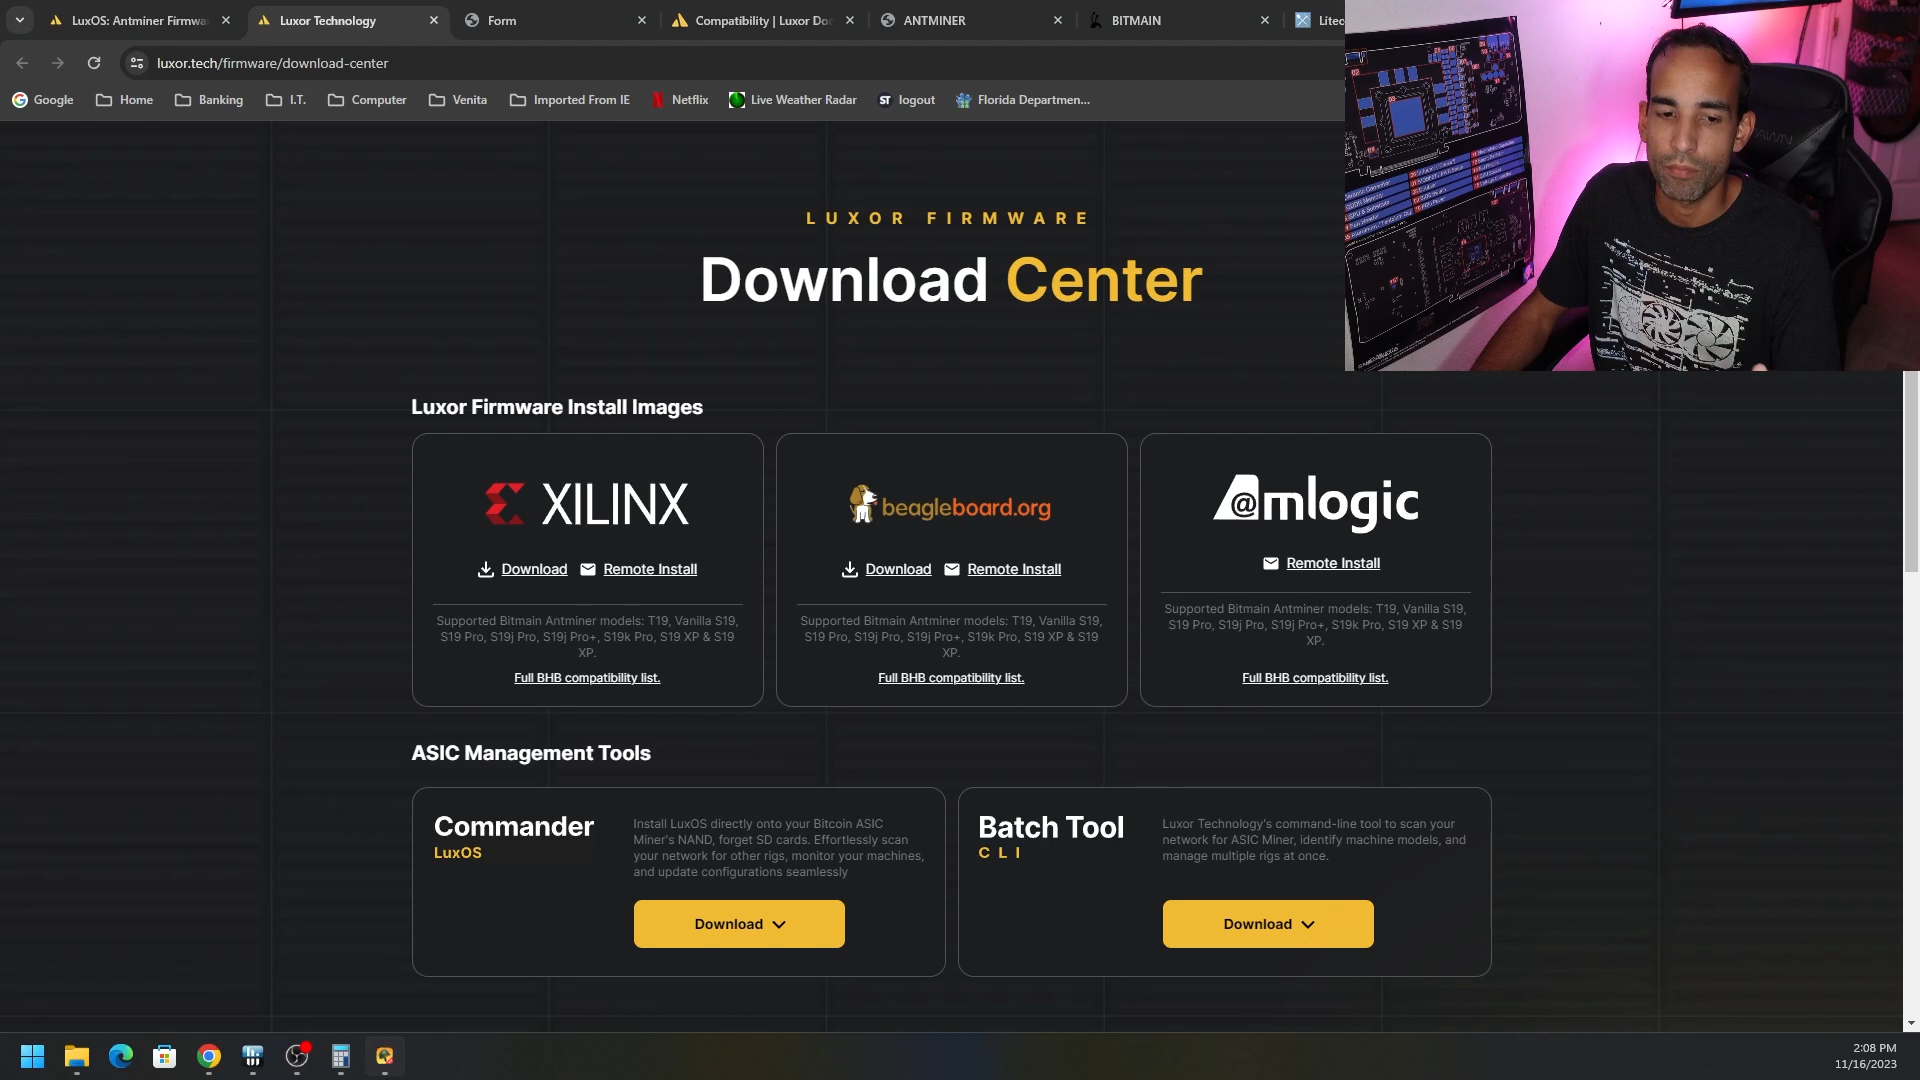 LuxOS: Antminer Firmwa
Luxor Technology
Form
Compatibility | Luxor Do
ANTMINER
BITMAIN
Litec
luxor.tech/firmware/download-center
Google
Home
Banking
I.T.
Computer
Venita
Imported From IE
Netflix
Live Weather Radar
ST logout
Florida Departmen...
LUXOR FIRMWARE
Download Center
Luxor Firmware Install Images
XILINX
Download
Remote Install
Supported Bitmain Antminer models: T19, Vanilla S19,
S19 Pro, S19j Pro, S19j Pro+, S19k Pro, S19 XP & S19
XP.
Full BHB compatibility list.
beagleboard.org
Download
Remote Install
Supported Bitmain Antminer models: T19, Vanilla S19,
S19 Pro, S19j Pro, S19j Pro+, S19k Pro, S19 XP & S19
XP.
Full BHB compatibility list.
@mlogic
Remote Install
Supported Bitmain Antminer models: T19, Vanilla S19,
S19 Pro, S19j Pro, S19j Pro+, S19k Pro, S19 XP & S19
XP.
Full BHB compatibility list.
ASIC Management Tools
Commander
LuxOS
Install LuxOS directly onto your Bitcoin ASIC
Miner's NAND, forget SD cards. Effortlessly scan
your network for other rigs, monitor your machines,
and update configurations seamlessly
Download
Batch Tool
CLI
Luxor Technology's command-line tool to scan your
network for ASIC Miner, identify machine models, and
manage multiple rigs at once.
Download
2:08 PM
11/16/2023